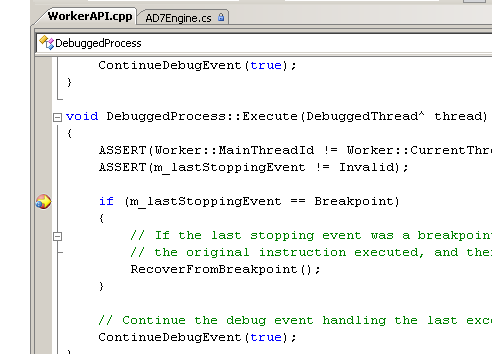 WorkerAPI.cpp AD7Engine.cs
DebuggedProcess
ContinueDebugEvent(true);
}
void DebuggedProcess::Execute(DebuggedThread^ thread)
{
ASSERT(Worker::MainThreadId != Worker::CurrentThre
ASSERT(m_lastStoppingEvent != Invalid);
if (m_lastStoppingEvent == Breakpoint)
{
// If the last stopping event was a breakpoin
// the original instruction executed, and the
RecoverFromBreakpoint();
}
// Continue the debug event handling the last exc
ContinueDebugEvent(true);
}